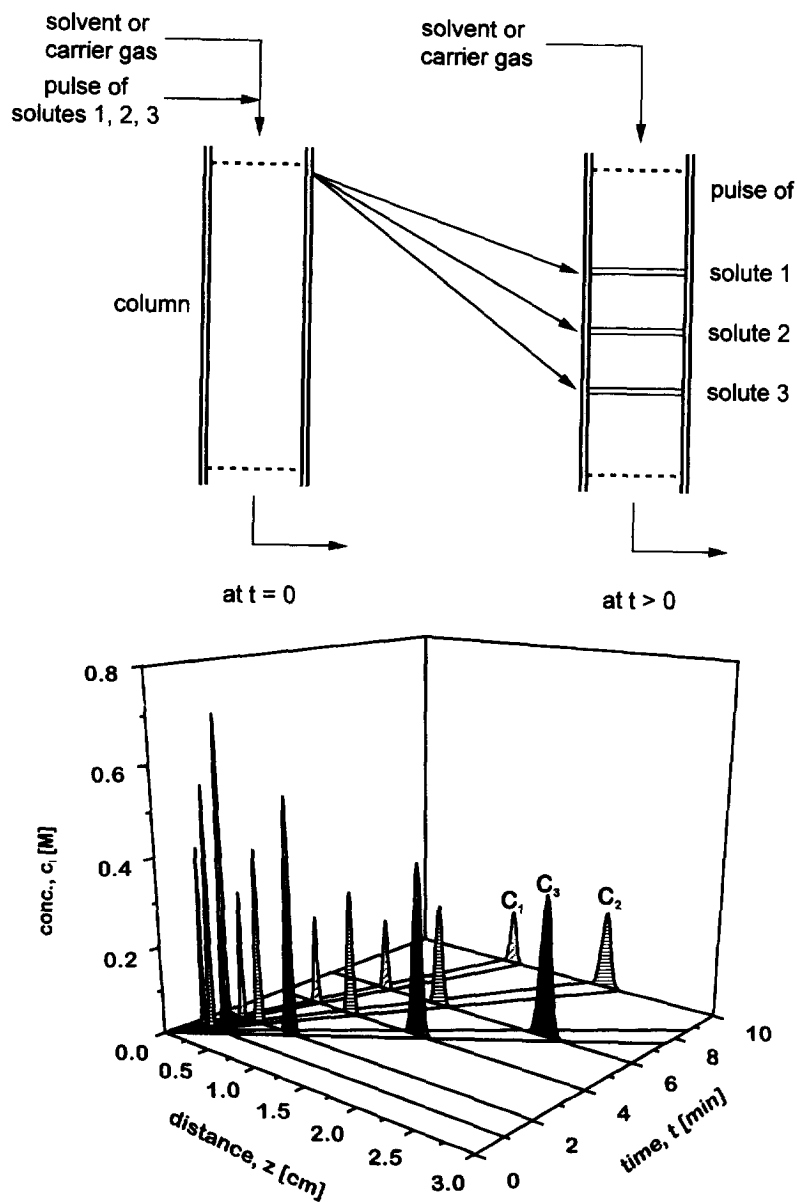 solvent or
carrier gas
pulse of
solutes 1, 2, 3
column
at t = 0
solvent or
carrier gas
pulse of
solute 1
solute 2
solute 3
at t > 0
0.8
0.6
0.4
0.2
0.0
conc., cᵢ [M]
C₁
C₃
C₂
0.5
1.0
1.5
2.0
2.5
3.0
distance, z [cm]
0
2
4
6
8
10
time, t [min]